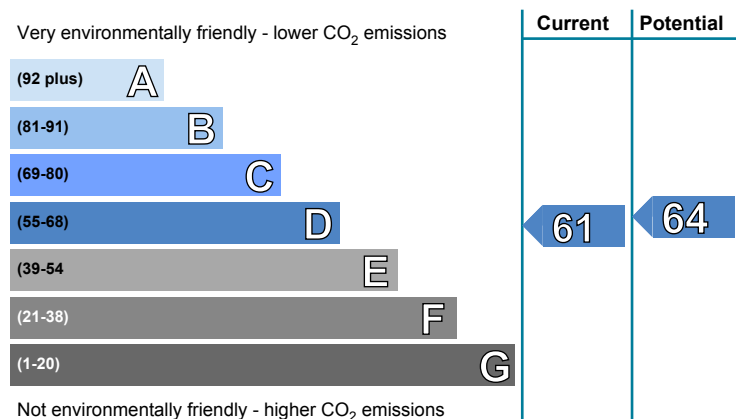 Very environmentally friendly - lower CO₂ emissions
Current Potential
(92 plus) A
(81-91) B
(69-80) C
(55-68) D
61 64
(39-54 E
(21-38) F
(1-20) G
Not environmentally friendly - higher CO₂ emissions